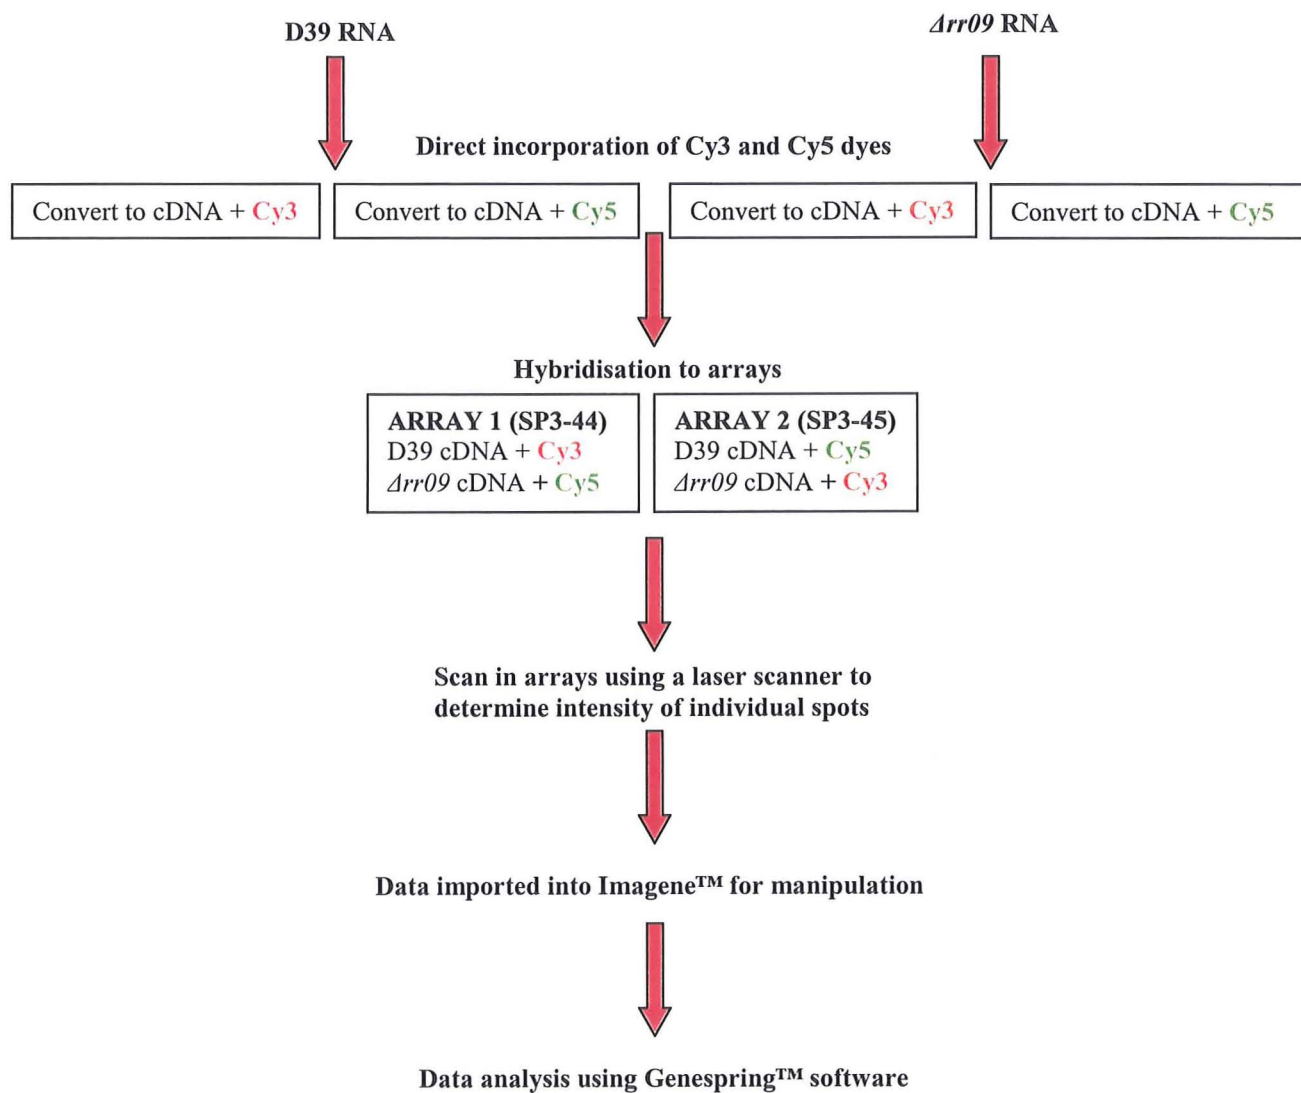 D39 RNA
Δrr09 RNA
Direct incorporation of Cy3 and Cy5 dyes
Convert to cDNA + Cy3
Convert to cDNA + Cy5
Convert to cDNA + Cy3
Convert to cDNA + Cy5
Hybridisation to arrays
ARRAY 1 (SP3-44)
D39 cDNA + Cy3
Δrr09 cDNA + Cy5
ARRAY 2 (SP3-45)
D39 cDNA + Cy5
Δrr09 cDNA + Cy3
Scan in arrays using a laser scanner to
determine intensity of individual spots
Data imported into Imagene™ for manipulation
Data analysis using Genespring™ software